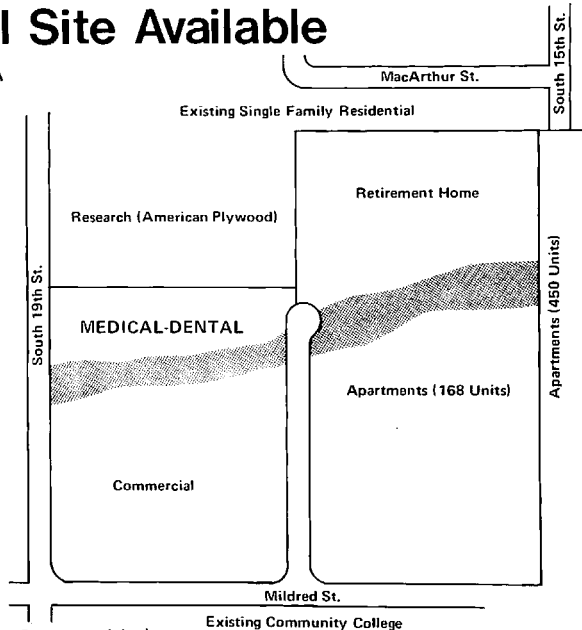 l Site Available
MacArthur St.
South 15th St.
Existing Single Family Residential
Retirement Home
Research (American Plywood)
South 19th St.
MEDICAL-DENTAL
Apartments (450 Units)
Apartments (168 Units)
Commercial
Mildred St.
Existing Community College